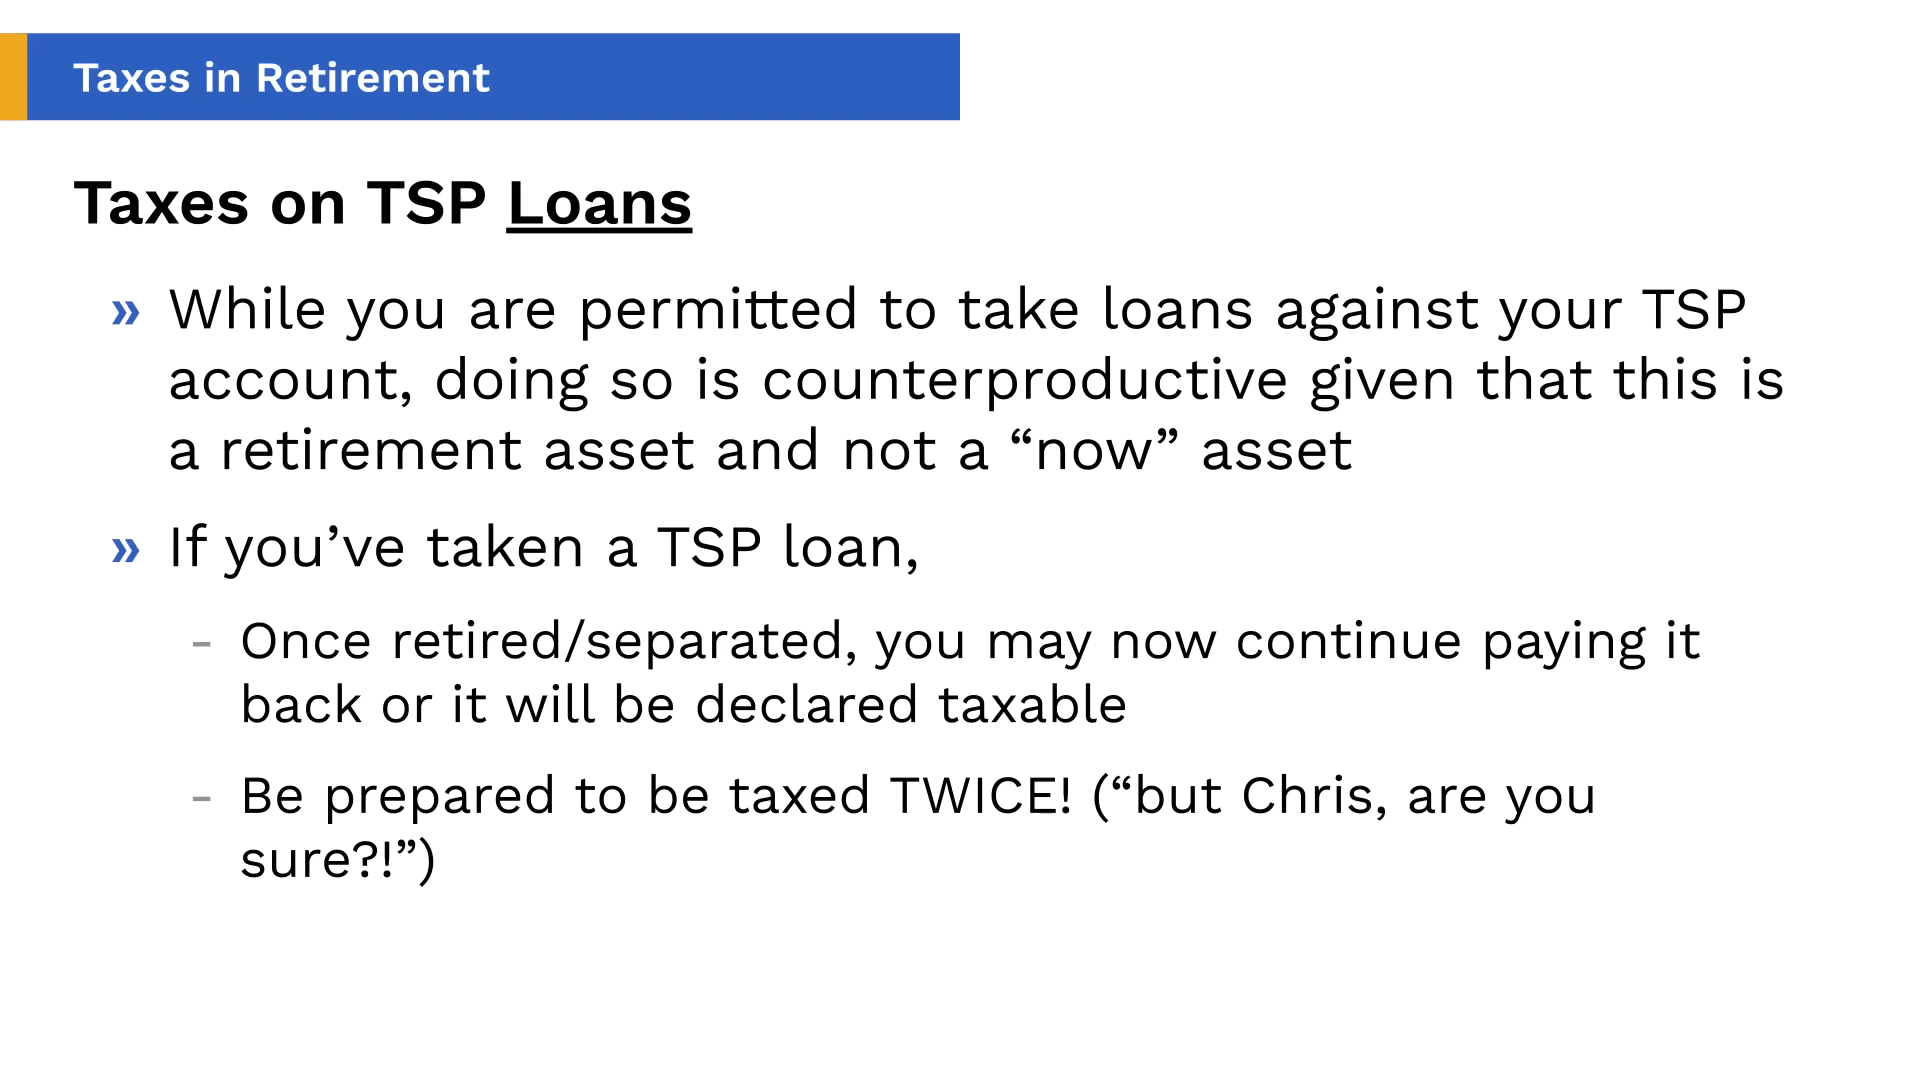 Taxes in Retirement
Taxes on TSP Loans
» While you are permitted to take loans against your TSP
account, doing so is counterproductive given that this is
a retirement asset and not a “now” asset
» If you’ve taken a TSP loan,
- Once retired/separated, you may now continue paying it
back or it will be declared taxable
- Be prepared to be taxed TWICE! (“but Chris, are you
sure?!”)